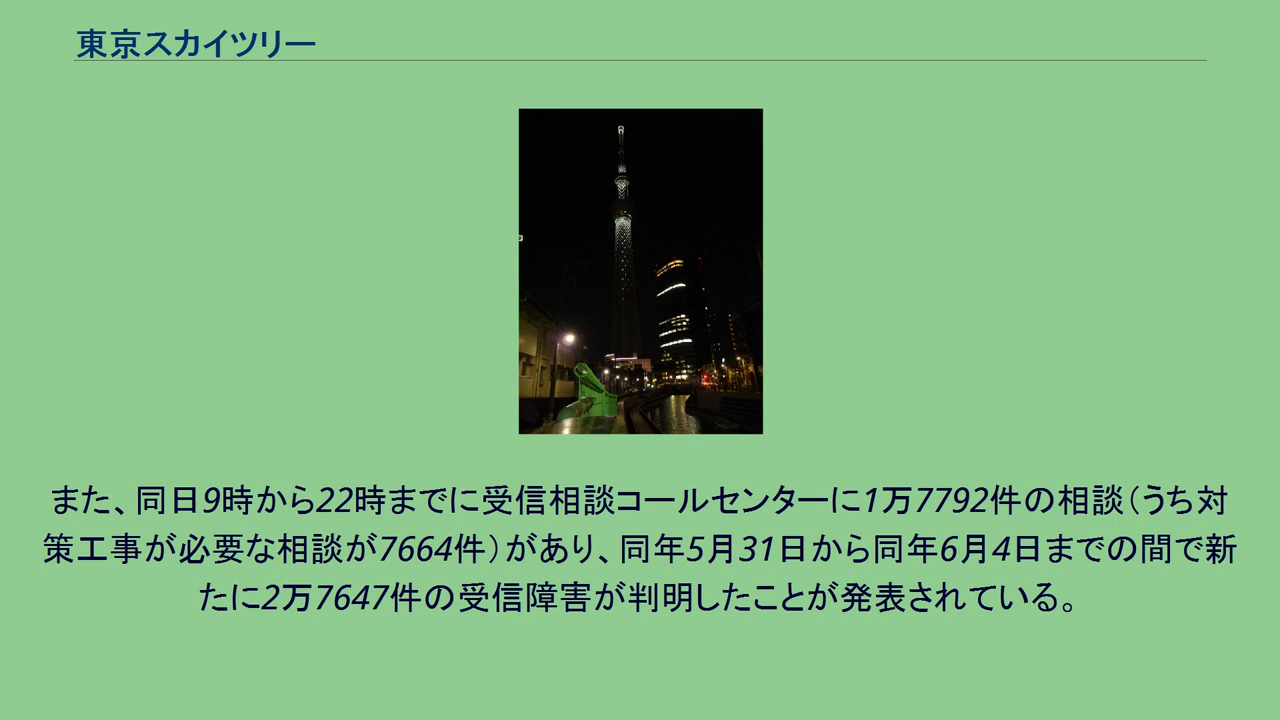 東京スカイツリー
また、同日9時から22時までに受信相談コールセンターに1万7792件の相談（うち対
策工事が必要な相談が7664件）があり、同年5月31日から同年6月4日までの間で新
たに2万7647件の受信障害が判明したことが発表されている。